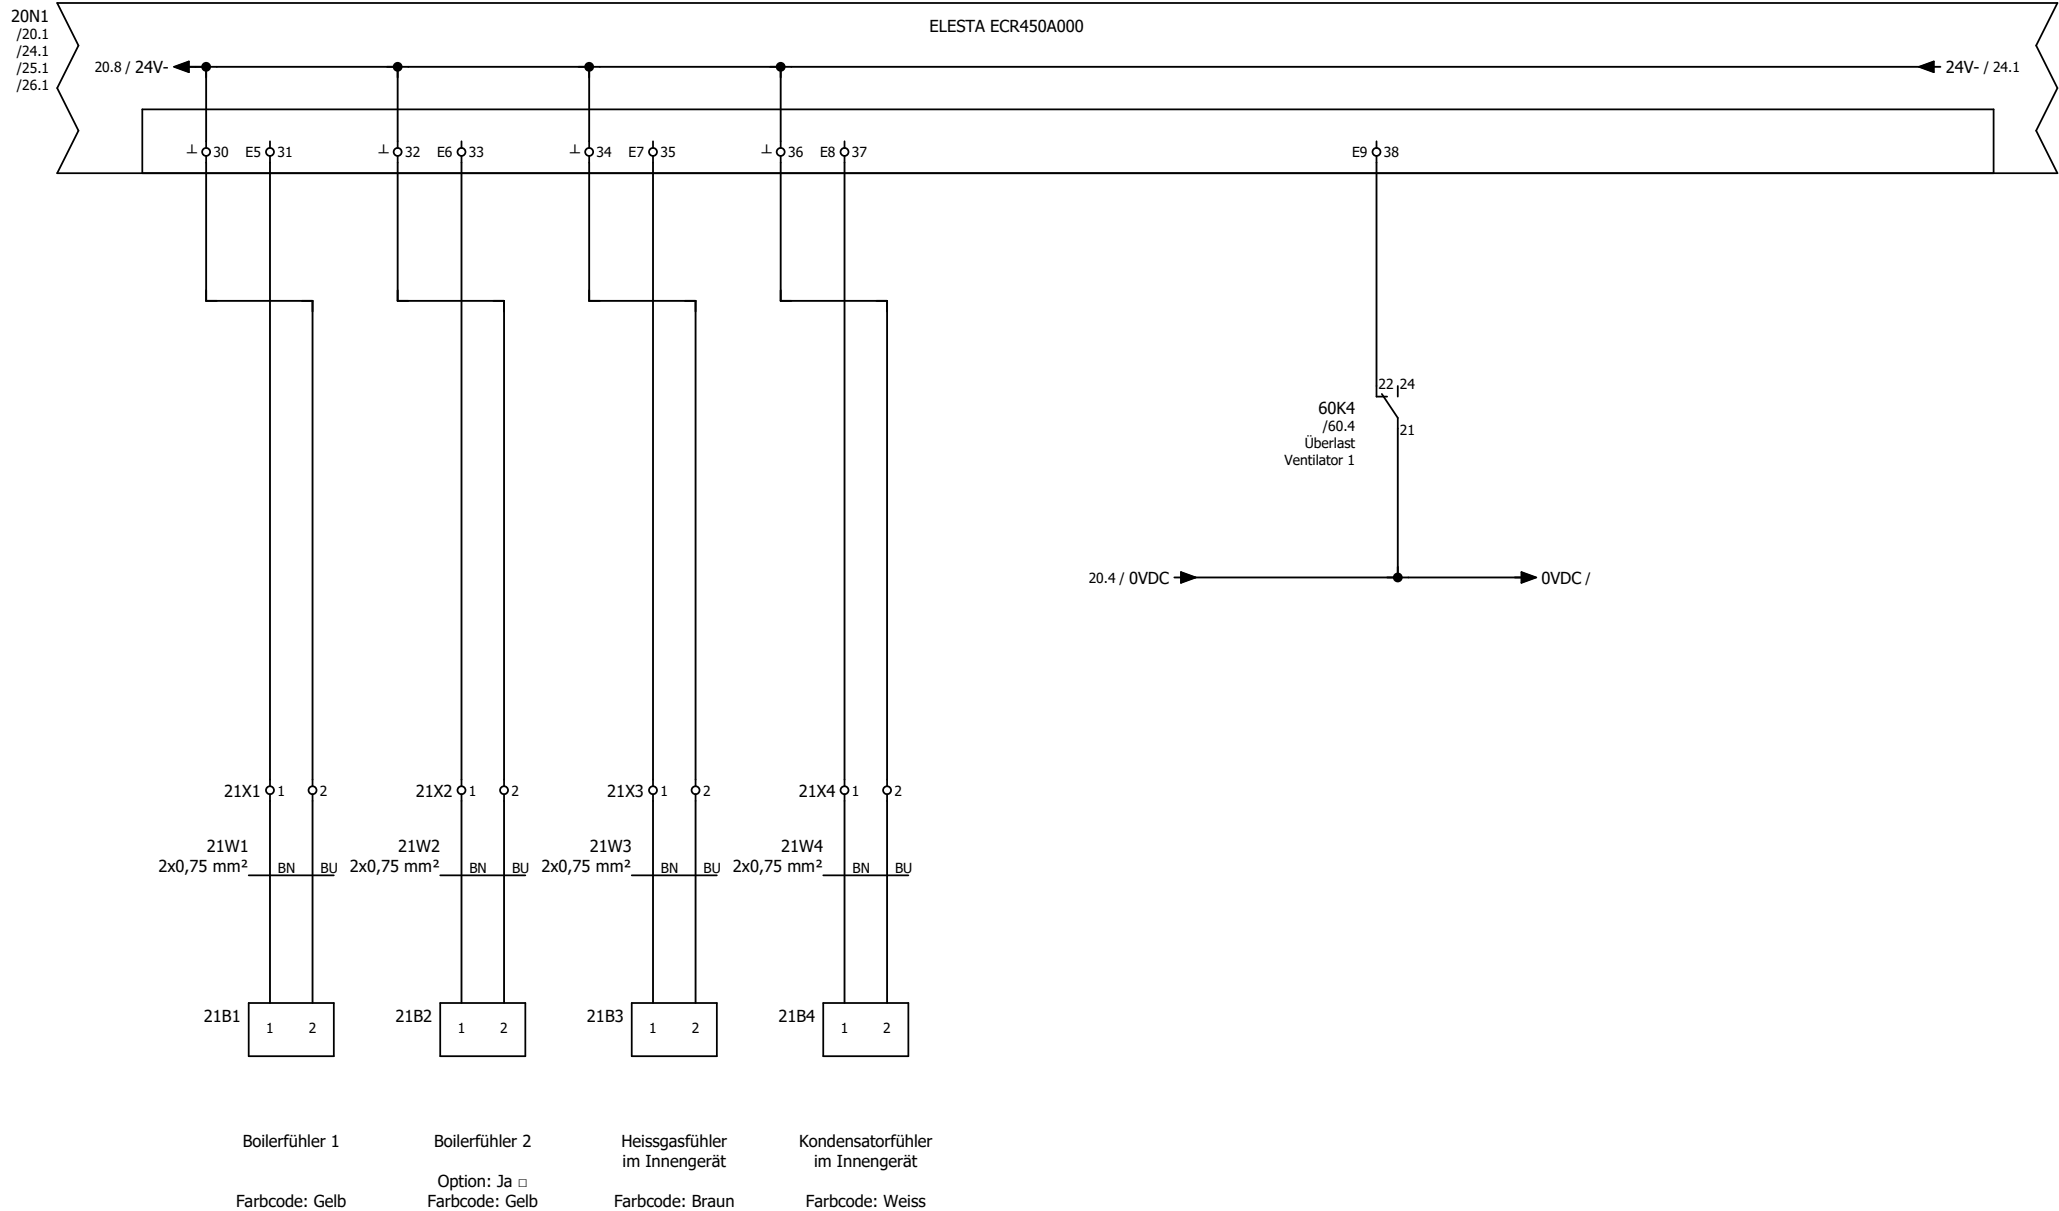 20N1
/20.1
/24.1
/25.1
/26.1
ELESTA ECR450A000
20.8 / 24V-
24V- / 24.1
⊥ 30 E5 31 ⊥ 32 E6 33 ⊥ 34 E7 35 ⊥ 36 E8 37 E9 38
22 24
60K4
/60.4
Überlast
Ventilator 1
21
20.4 / 0VDC
0VDC /
21X1 1 2 21X2 1 2 21X3 1 2 21X4 1 2
21W1 21W2 21W3 21W4
2x0,75 mm² BN BU 2x0,75 mm² BN BU 2x0,75 mm² BN BU 2x0,75 mm² BN BU
21B1 21B2 21B3 21B4
1 2 1 2 1 2 1 2
Boilerfühler 1
Farbcode: Gelb
Boilerfühler 2
Option: Ja □
Farbcode: Gelb
Heissgasfühler
im Innengerät
Farbcode: Braun
Kondensatorfühler
im Innengerät
Farbcode: Weiss